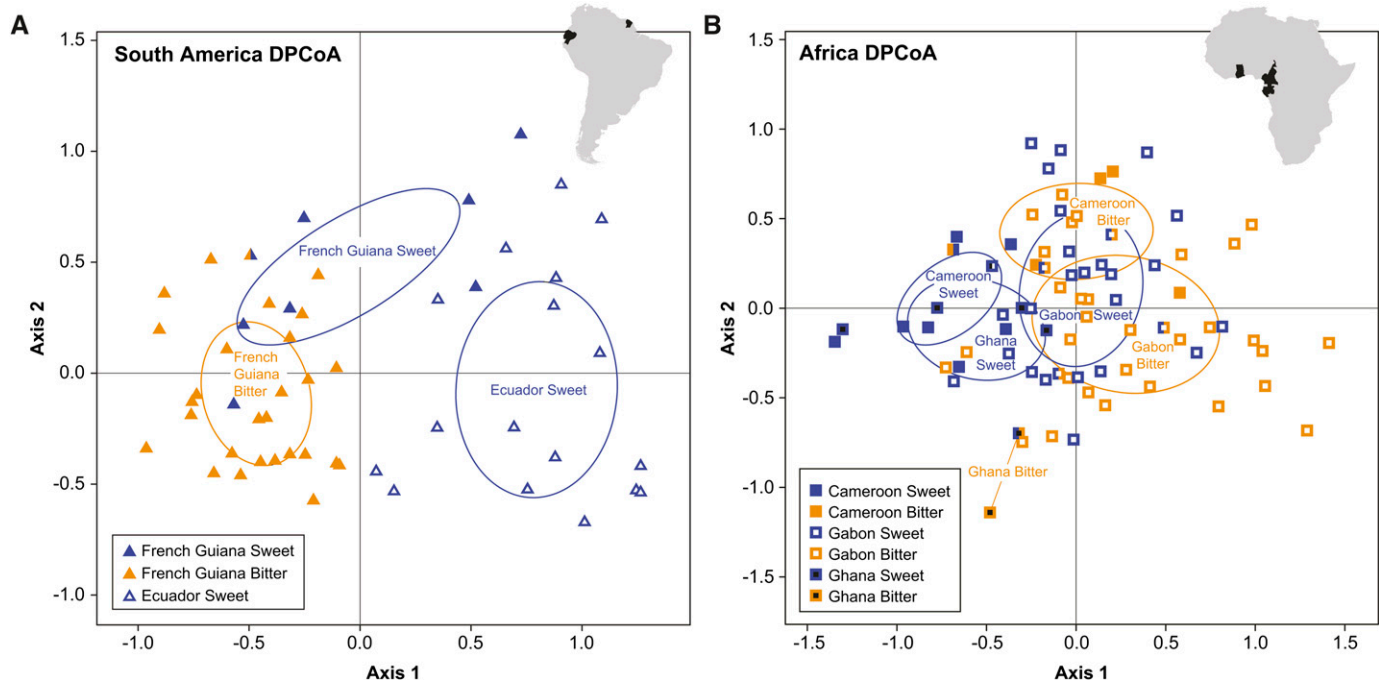 A
South America DPCoA
1.5
1.0
0.5
0.0
-0.5
-1.0
Axis 2
-1.0
-0.5
0.0
0.5
1.0
Axis 1
French Guiana Sweet
French
Guiana
Bitter
Ecuador Sweet
French Guiana Sweet
French Guiana Bitter
Ecuador Sweet
B
Africa DPCoA
1.5
1.0
0.5
0.0
-0.5
-1.0
-1.5
Axis 2
-1.5
-1.0
-0.5
0.0
0.5
1.0
1.5
Axis 1
Cameroon
Bitter
Cameroon
Sweet
Gabon Sweet
Ghana
Sweet
Gabon
Bitter
Ghana Bitter
Cameroon Sweet
Cameroon Bitter
Gabon Sweet
Gabon Bitter
Ghana Sweet
Ghana Bitter